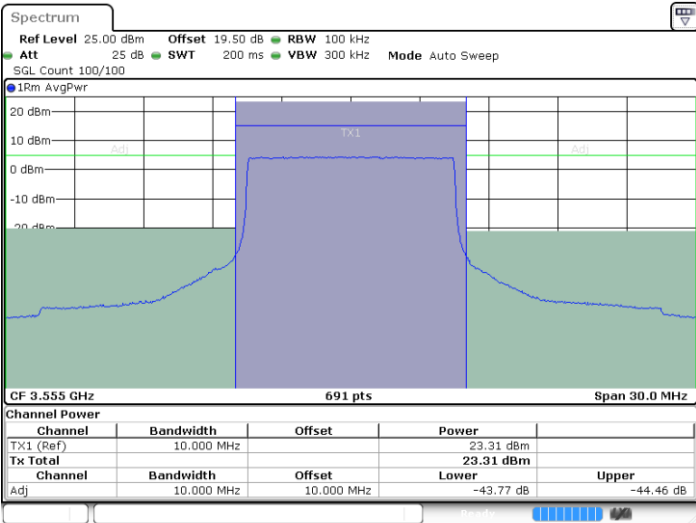 Spectrum
Ref Level 25.00 dBm Offset 19.50 dB RBW 100 kHz
Att 25 dB SWT 200 ms VBW 300 kHz Mode Auto Sweep
SGL Count 100/100
1Rm AvgPwr
20 dBm
TX1
10 dBm
Adj Adj
0 dBm
-10 dBm
-20 dBm
CF 3.555 GHz 691 pts Span 30.0 MHz
Channel Power
Channel Bandwidth Offset Power
TX1 (Ref) 10.000 MHz 23.31 dBm
Tx Total 23.31 dBm
Channel Bandwidth Offset Lower Upper
Adj 10.000 MHz 10.000 MHz -43.77 dB -44.46 dB
Ready